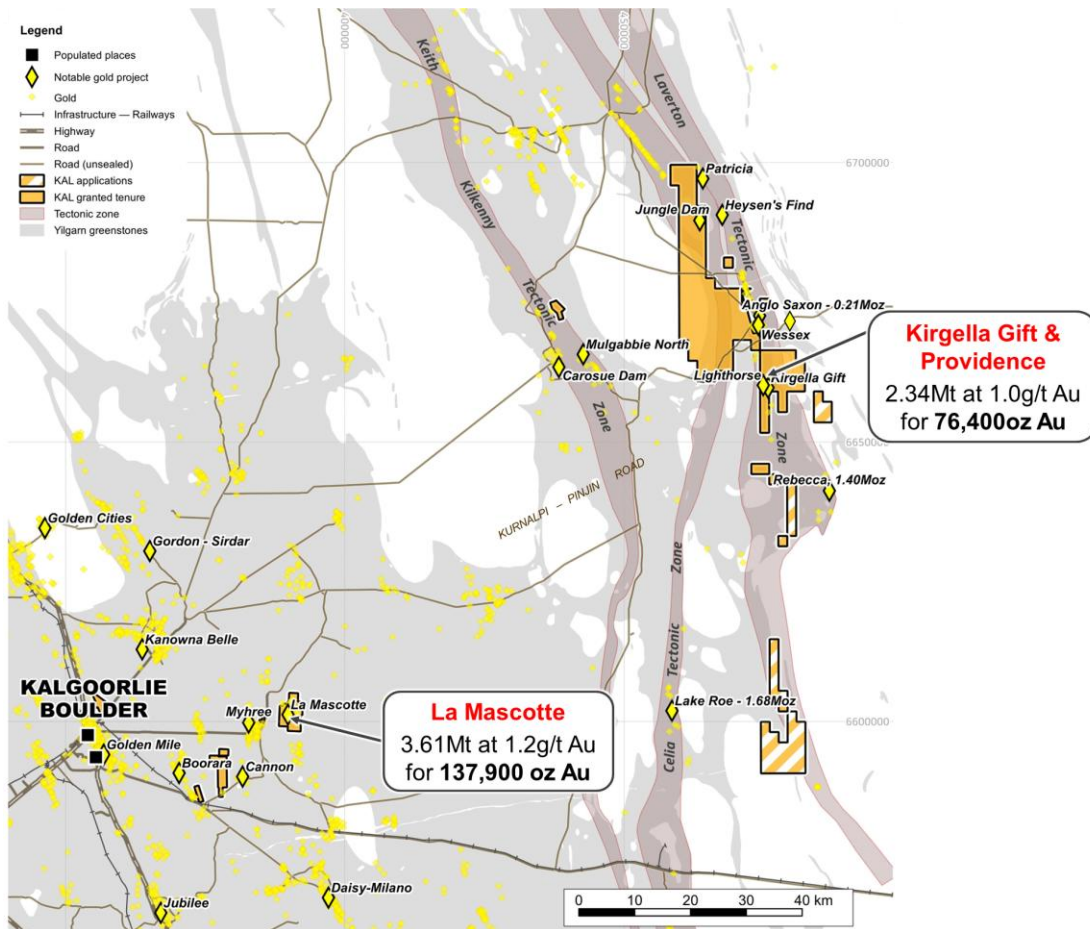 Legend
Populated places
Notable gold project
Gold
Infrastructure — Railways
Highway
Road
Road (unsealed)
KAL applications
KAL granted tenure
Tectonic zone
Yilgarn greenstones
400000
450000
Keith
Kilkenny
Tectonic
Zone
Laverton
Tectonic
Zone
6700000
Patricia
Jungle Dam
Heysen's Find
Anglo Saxon - 0.21Moz
Wessex
Mulgabbie North
Carosue Dam
Lighthorse
Kirgella Gift
Kirgella Gift &
Providence
2.34Mt at 1.0g/t Au
for 76,400oz Au
6650000
Rebecca, 1.40Moz
KURNALPI – PINJIN ROAD
Golden Cities
Gordon - Sirdar
Kanowna Belle
KALGOORLIE
BOULDER
Golden Mile
Myhree
La Mascotte
Boorara
Cannon
La Mascotte
3.61Mt at 1.2g/t Au
for 137,900 oz Au
Celia
Tectonic
Zone
Lake Roe - 1.68Moz
6600000
Jubilee
Daisy-Milano
0 10 20 30 40 km